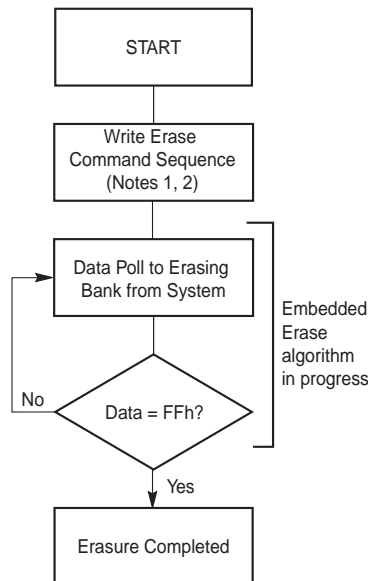 START
Write Erase
Command Sequence
(Notes 1, 2)
Data Poll to Erasing
Bank from System
Embedded
Erase
algorithm
in progress
No
Data = FFh?
Yes
Erasure Completed